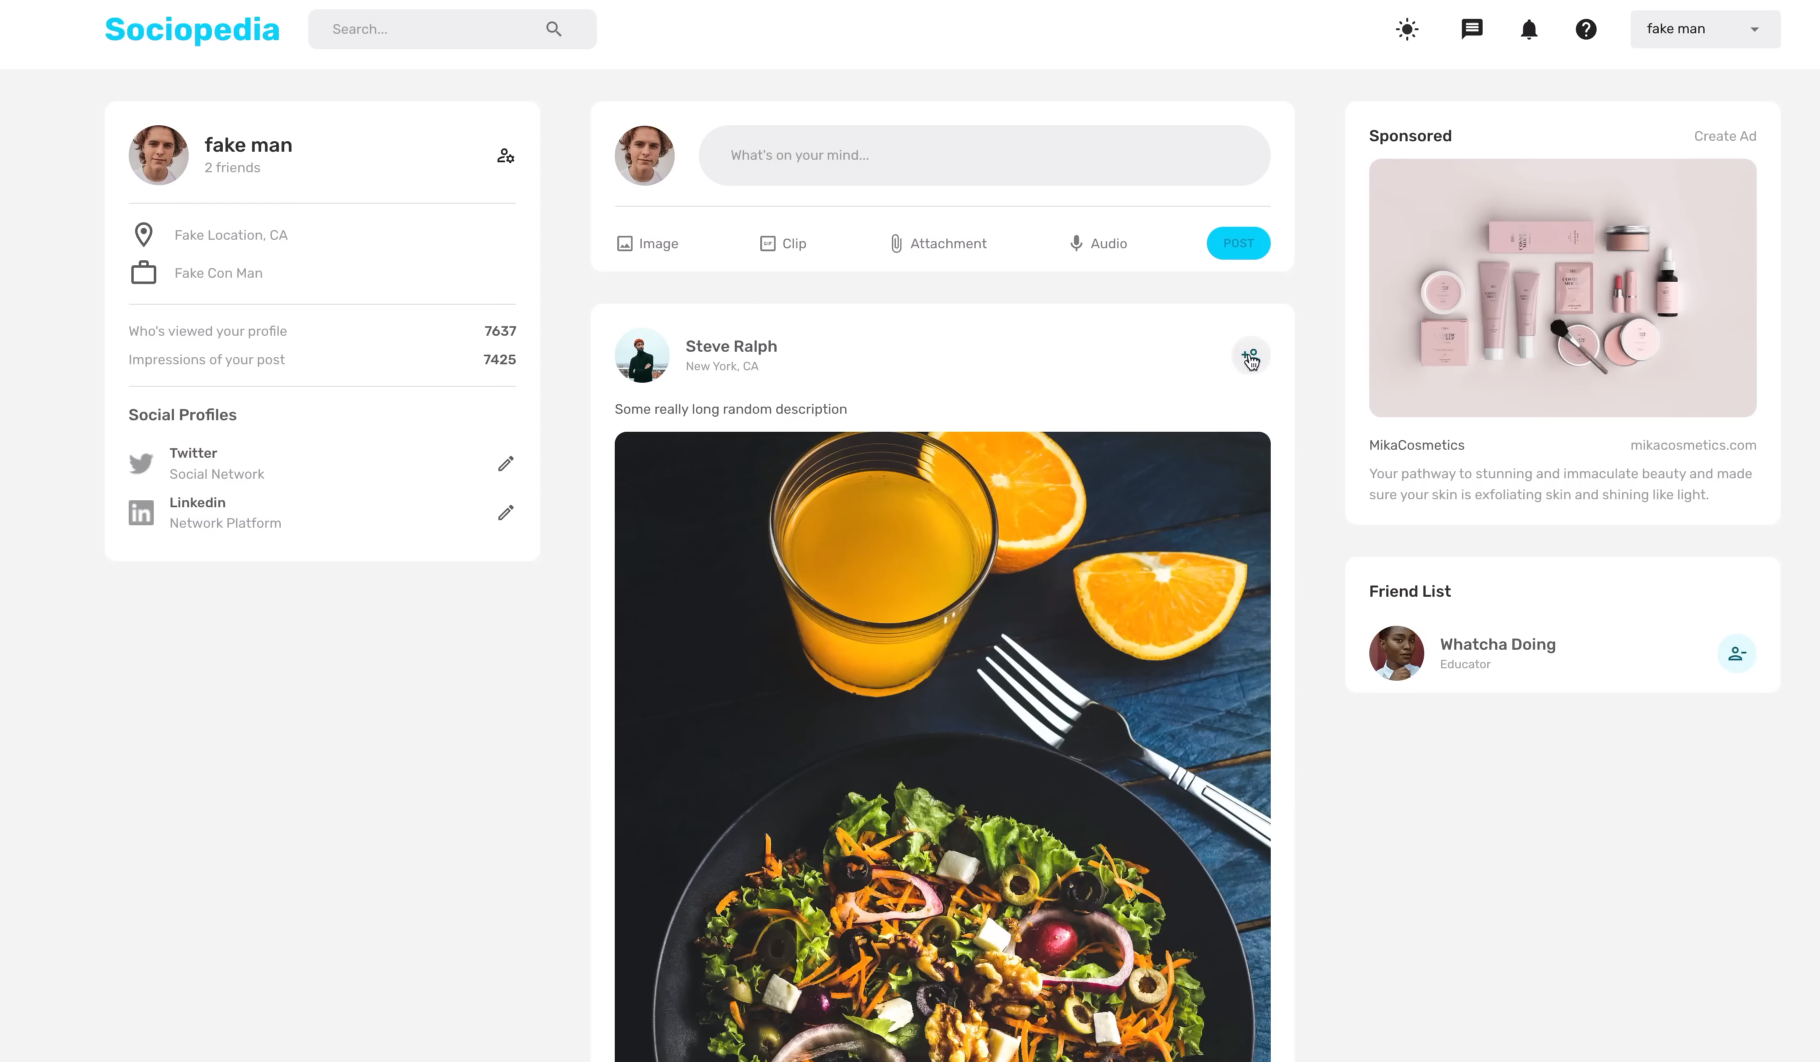 Sociopedia
Search...
fake man
fake man
2 friends
Fake Location, CA
Fake Con Man
Who's viewed your profile 7637
Impressions of your post 7425
Social Profiles
Twitter
Social Network
Linkedin
Network Platform
What's on your mind...
Image
GIF Clip
Attachment
Audio
POST
Steve Ralph
New York, CA
Some really long random description
Sponsored
Create Ad
MikaCosmetics
mikacosmetics.com
Your pathway to stunning and immaculate beauty and made
sure your skin is exfoliating skin and shining like light.
Friend List
Whatcha Doing
Educator